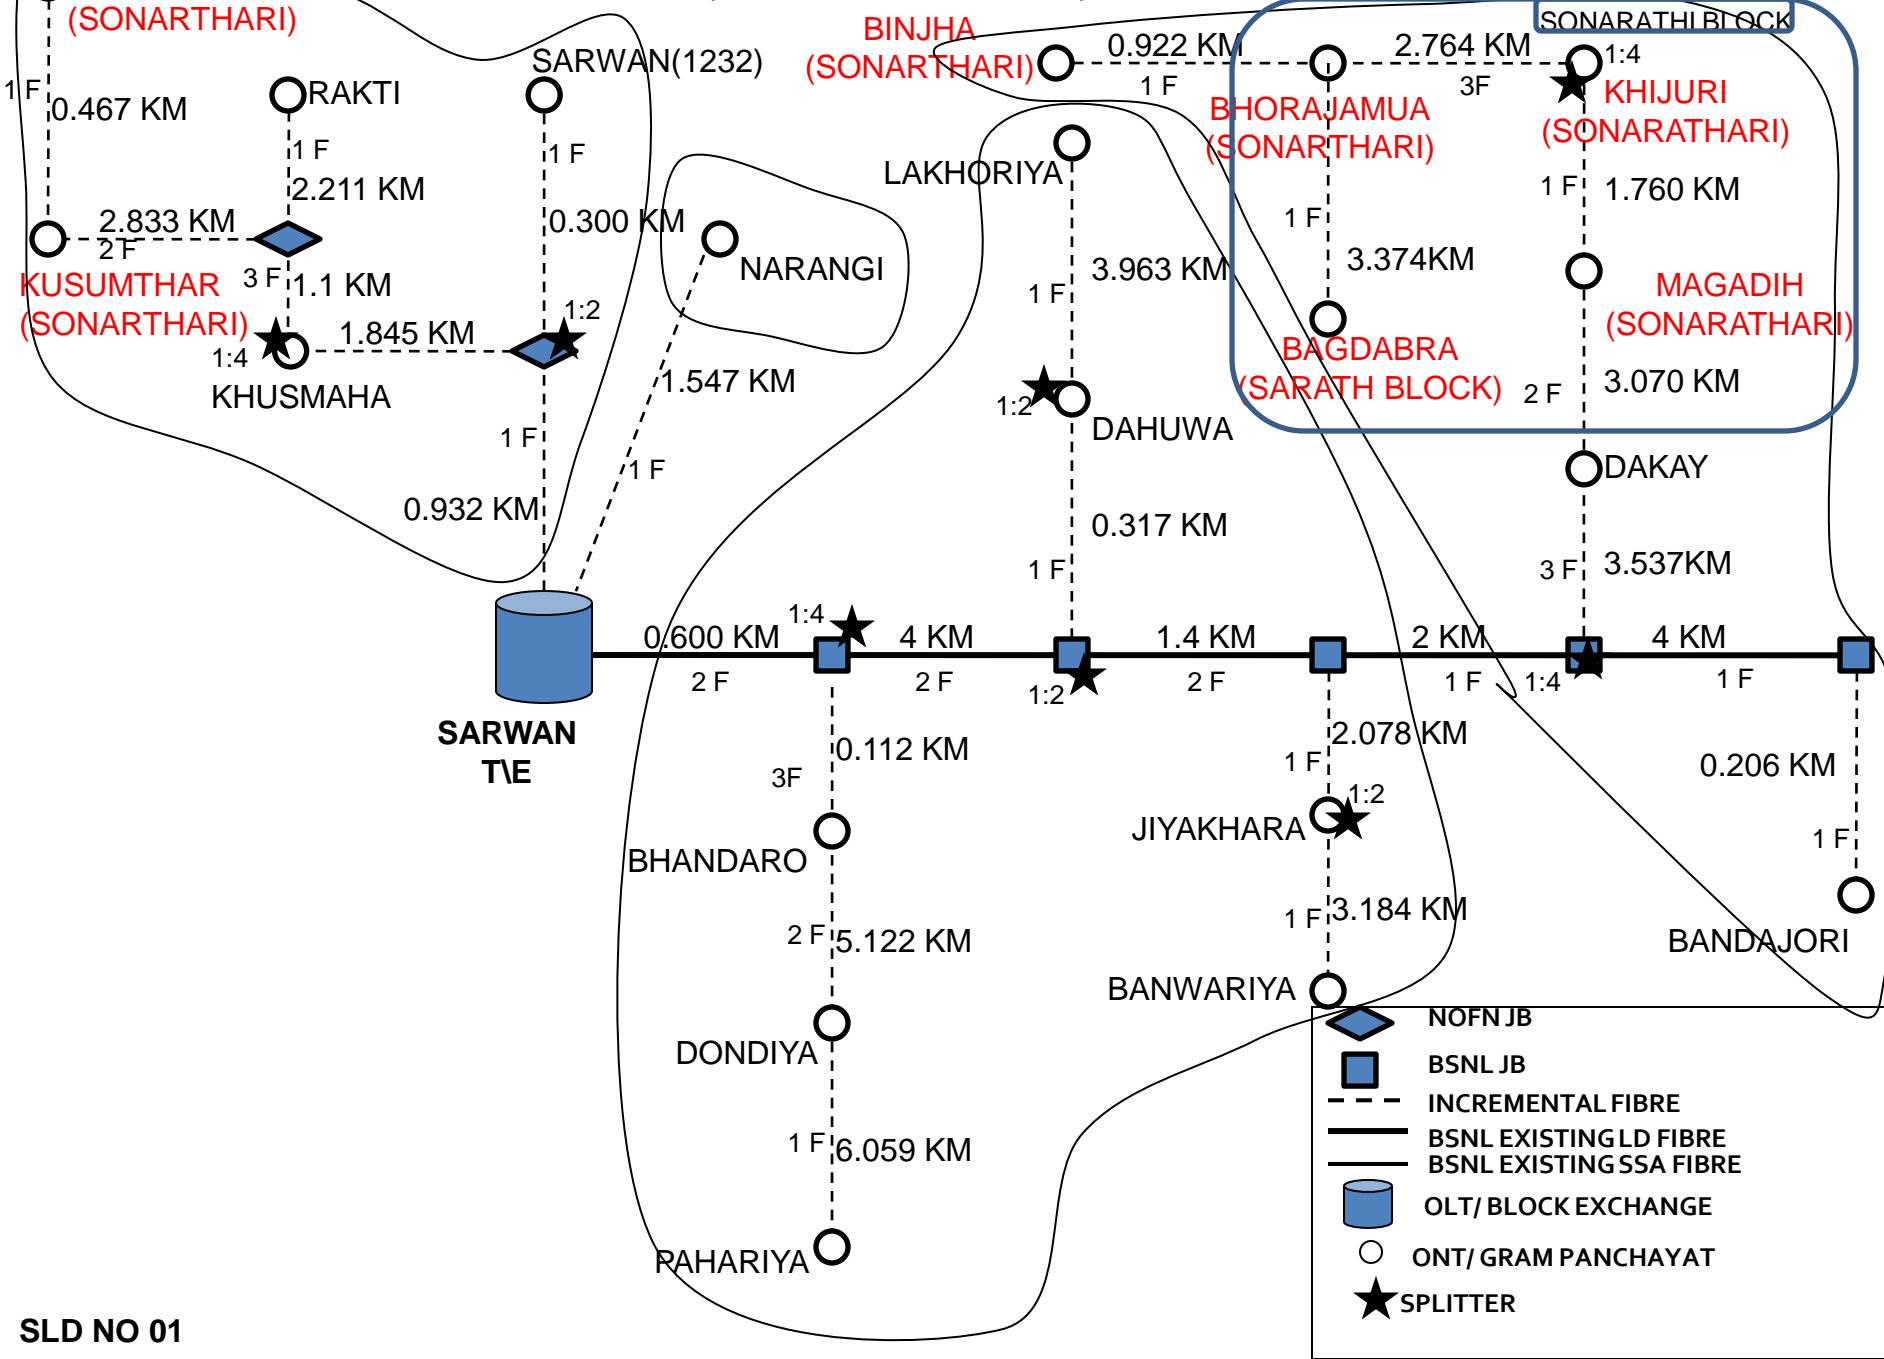 (SONARTHARI)
BINJHA
(SONARTHARI)
0.922 KM
1 F
2.764 KM
3F
SONARATHI BLOCK
1:4
KHIJURI
(SONARATHARI)
SARWAN(1232)
1 F
0.467 KM
RAKTI
1 F
2.211 KM
1 F
0.300 KM
BHORAJAMUA
(SONARTHARI)
LAKHORIYA
1 F
1.760 KM
2.833 KM
2 F
NARANGI
3.963 KM
1 F
1 F
3.374KM
MAGADIH
(SONARATHARI)
KUSUMTHAR
(SONARTHARI)
3 F
1.1 KM
1:2
1:4
1.845 KM
KHUSMAHA
1.547 KM
BAGDABRA
(SARATH BLOCK)
2 F
3.070 KM
1:2
DAHUWA
1 F
1 F
DAKAY
0.932 KM
0.317 KM
1 F
3 F
3.537KM
0.600 KM
1:4
4 KM
1.4 KM
2 KM
4 KM
2 F
2 F
1:2
2 F
1 F
1:4
1 F
SARWAN
T\E
0.112 KM
3F
2.078 KM
1 F
0.206 KM
1:2
JIYAKHARA
1 F
BHANDARO
2 F
5.122 KM
1 F
3.184 KM
BANDAJORI
BANWARIYA
DONDIYA
1 F
6.059 KM
PAHARIYA
NOFN JB
BSNL JB
INCREMENTAL FIBRE
BSNL EXISTING LD FIBRE
BSNL EXISTING SSA FIBRE
OLT/ BLOCK EXCHANGE
ONT/ GRAM PANCHAYAT
SPLITTER
SLD NO 01